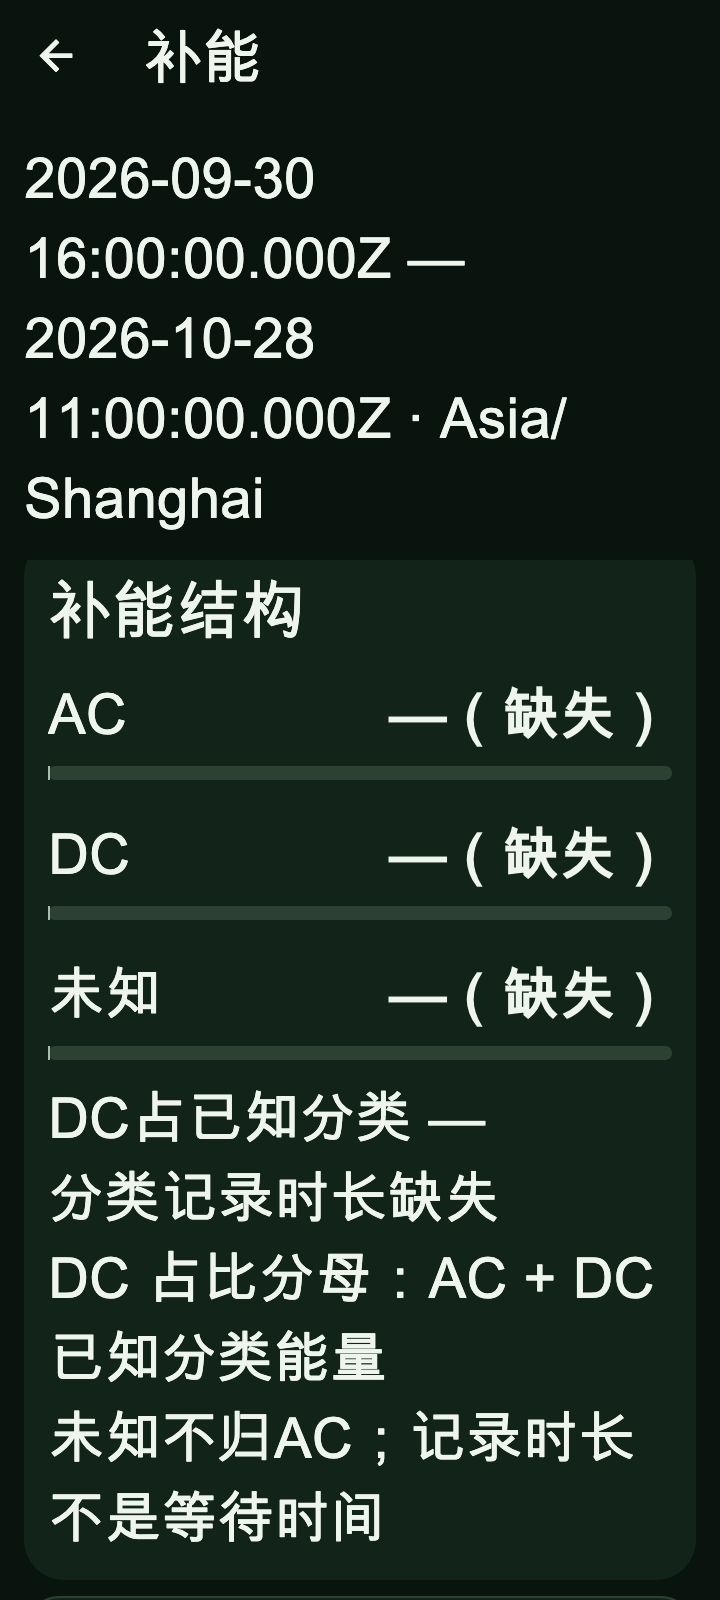 补能
2026-09-30
16:00:00.000Z —
2026-10-28
11:00:00.000Z · Asia/
Shanghai
补能结构
AC —（缺失）
DC —（缺失）
未知 —（缺失）
DC占已知分类 —
分类记录时长缺失
DC 占比分母：AC + DC
已知分类能量
未知不归AC；记录时长
不是等待时间